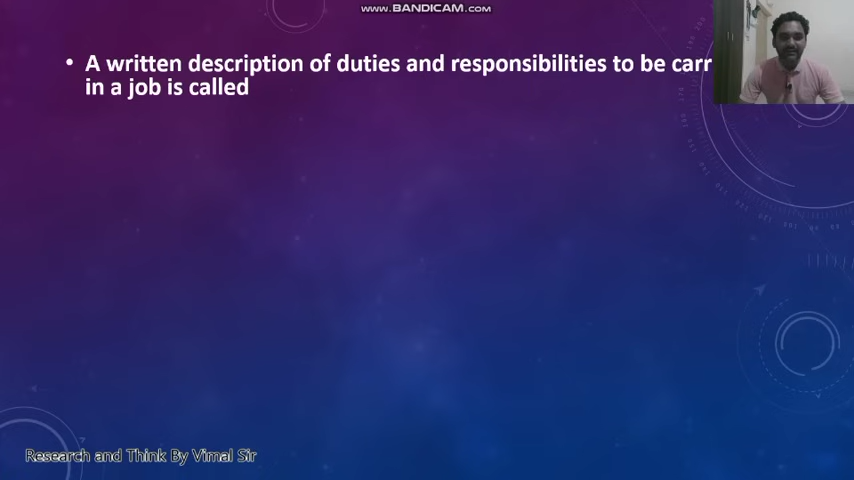 www.BANDICAM.com
• A written description of duties and responsibilities to be carr
in a job is called
Research and Think By Vimal Sir